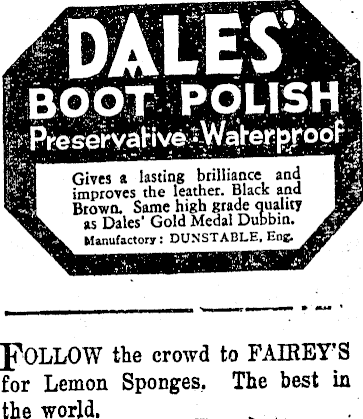 DALES'
BOOT POLISH
Preservative Waterproof
Gives a lasting brilliance and
improves the leather. Black and
Brown. Same high grade quality
as Dales' Gold Medal Dubbin.
Manufactory: DUNSTABLE, Eng.
FOLLOW the crowd to FAIREY'S
for Lemon Sponges. The best in
the world.